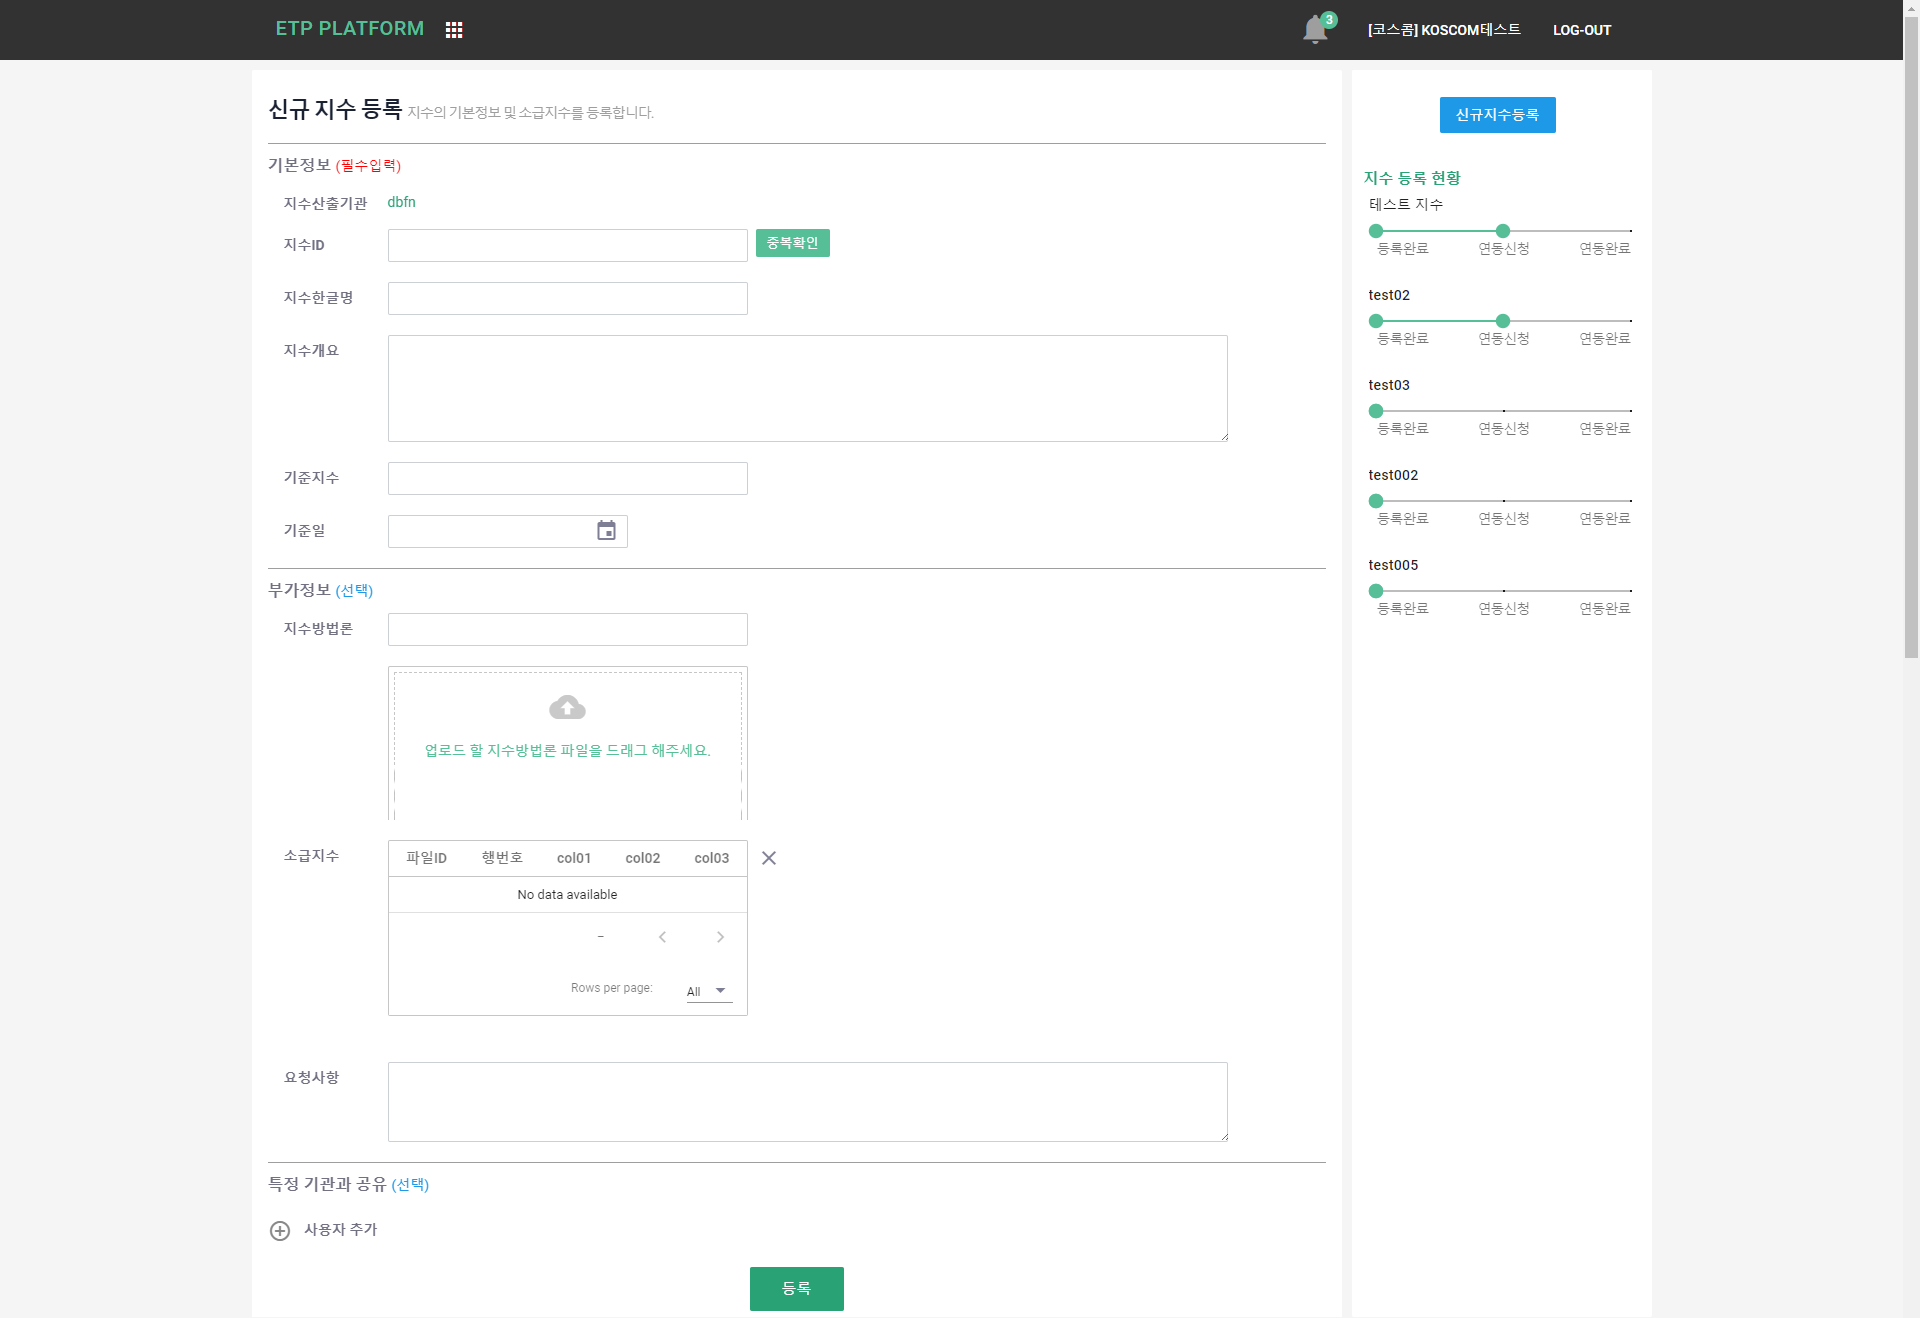 ETP PLATFORM
3
[코스콤] KOSCOM테스트
LOG-OUT
신규 지수 등록 지수의 기본정보 및 소급지수를 등록합니다.
기본정보 (필수입력)
지수산출기관 dbfn
지수ID
중복확인
지수한글명
지수개요
기준지수
기준일
부가정보 (선택)
지수방법론
업로드 할 지수방법론 파일을 드래그 해주세요.
소급지수
파일ID 행번호 col01 col02 col03
No data available
–
Rows per page: All
요청사항
특정 기관과 공유 (선택)
사용자 추가
등록
신규지수등록
지수 등록 현황
테스트 지수
등록완료 연동신청 연동완료
test02
등록완료 연동신청 연동완료
test03
등록완료 연동신청 연동완료
test002
등록완료 연동신청 연동완료
test005
등록완료 연동신청 연동완료